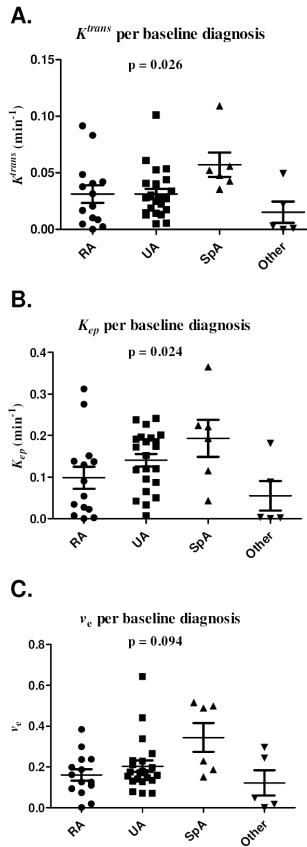 A.
K^trans per baseline diagnosis
p = 0.026
0.15
0.10
0.05
0.00
K^trans (min⁻¹)
RA UA SpA Other
B.
K_ep per baseline diagnosis
p = 0.024
0.4
0.3
0.2
0.1
0.0
K_ep (min⁻¹)
RA UA SpA Other
C.
v_e per baseline diagnosis
p = 0.094
0.8
0.6
0.4
0.2
0.0
v_e
RA UA SpA Other